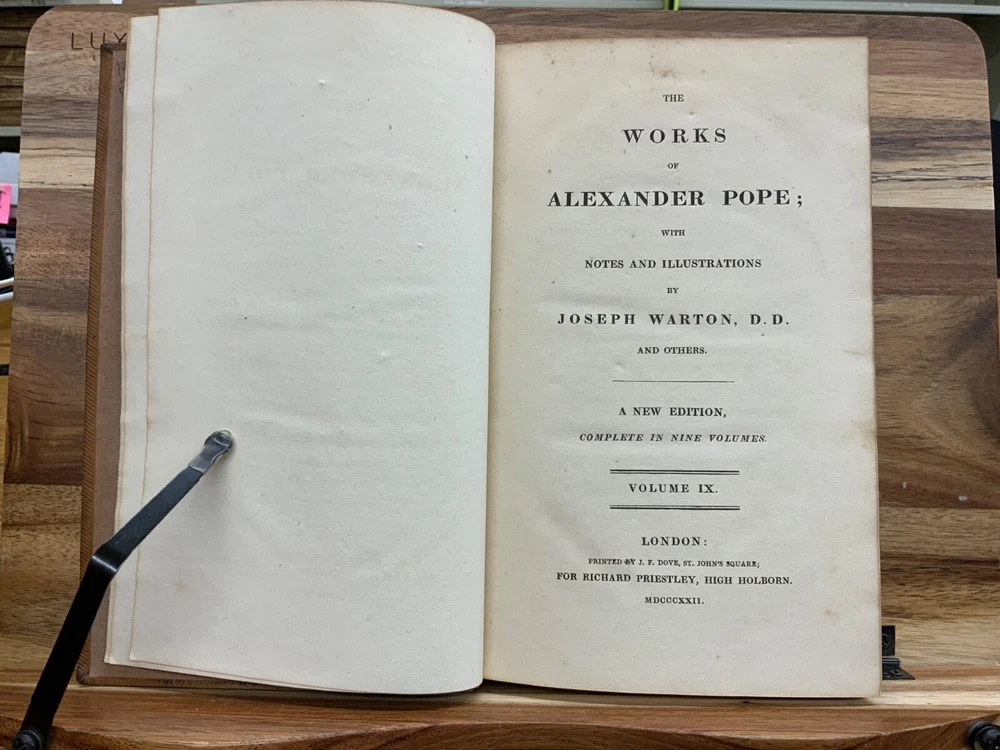 LUX
THE
WORKS
OF
ALEXANDER POPE;
WITH
NOTES AND ILLUSTRATIONS
BY
JOSEPH WARTON, D.D.
AND OTHERS.
A NEW EDITION,
COMPLETE IN NINE VOLUMES.
VOLUME IX.
LONDON:
PRINTED BY J. F. DOVE, ST. JOHN'S SQUARE;
FOR RICHARD PRIESTLEY, HIGH HOLBORN.
MDCCCXXII.